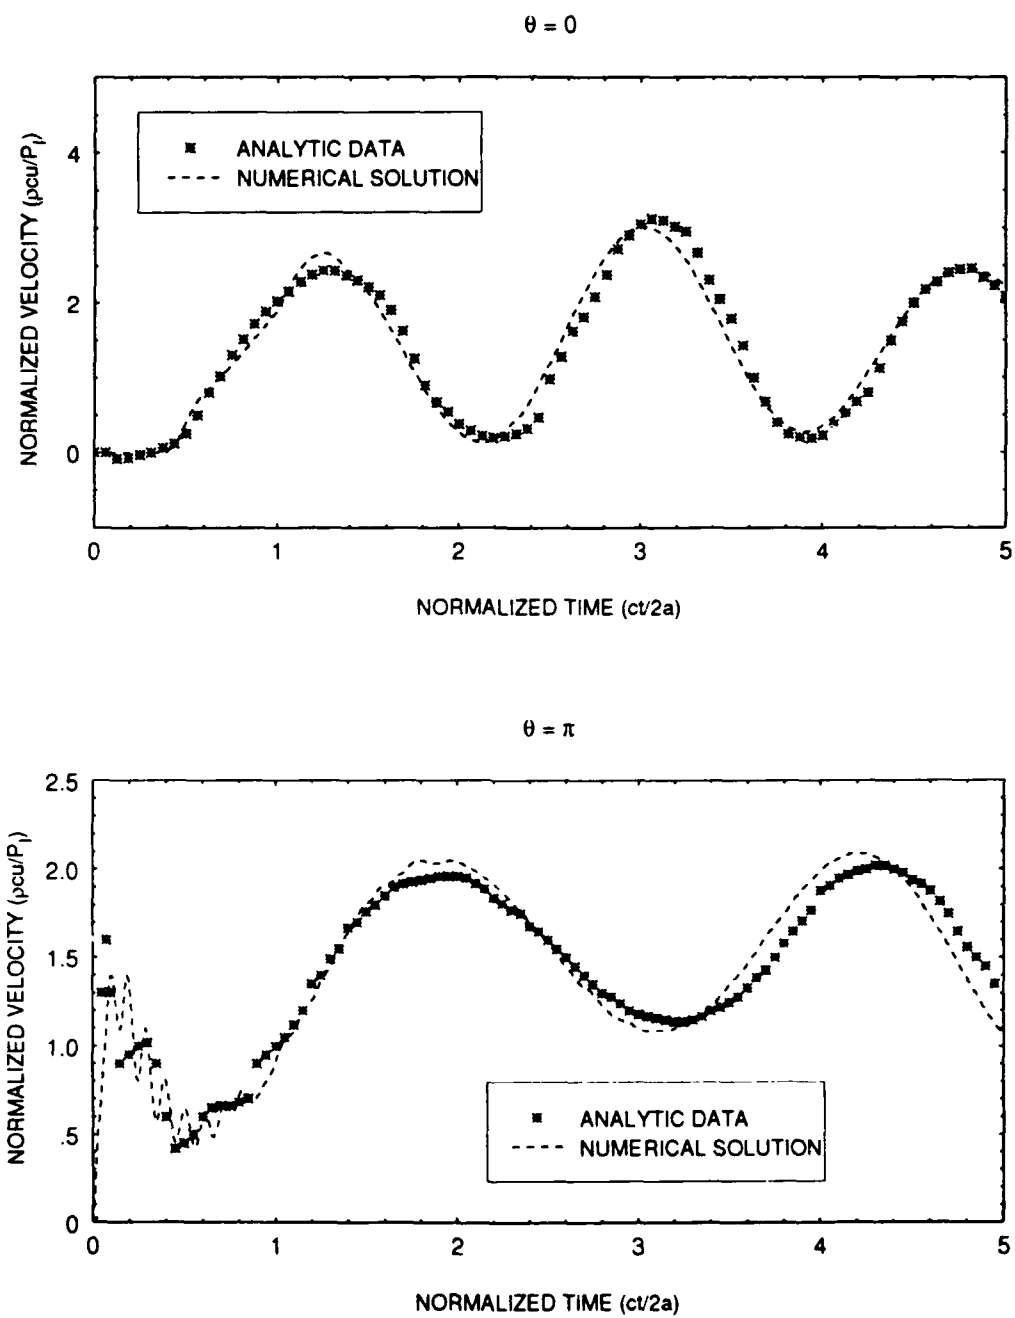 θ = 0
NORMALIZED VELOCITY (ρcu/P_I)
4
2
0
ANALYTIC DATA
NUMERICAL SOLUTION
0 1 2 3 4 5
NORMALIZED TIME (ct/2a)
θ = π
NORMALIZED VELOCITY (ρcu/P_I)
2.5
2.0
1.5
1.0
.5
0
ANALYTIC DATA
NUMERICAL SOLUTION
0 1 2 3 4 5
NORMALIZED TIME (ct/2a)